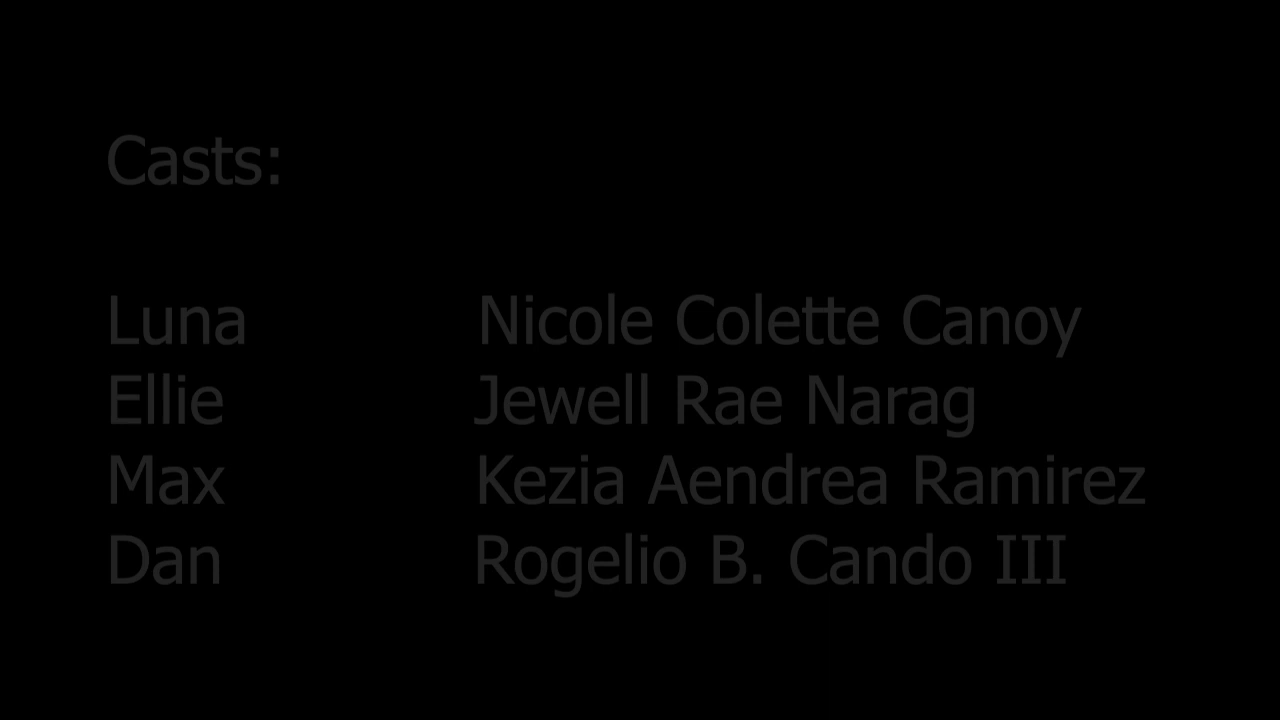 Casts:
Luna Nicole Colette Canoy
Ellie Jewell Rae Narag
Max Kezia Aendrea Ramirez
Dan Rogelio B. Cando III